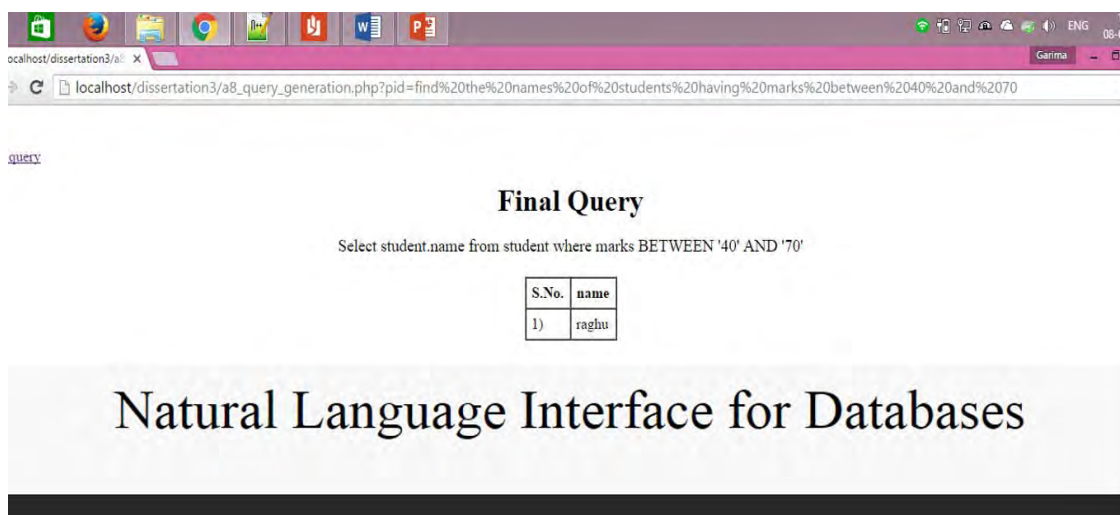 ENG
08-
ocalhost/dissertation3/a8
Garima
localhost/dissertation3/a8_query_generation.php?pid=find%20the%20names%20of%20students%20having%20marks%20between%2040%20and%2070
query
Final Query
Select student.name from student where marks BETWEEN '40' AND '70'
S.No. name
1) raghu
Natural Language Interface for Databases